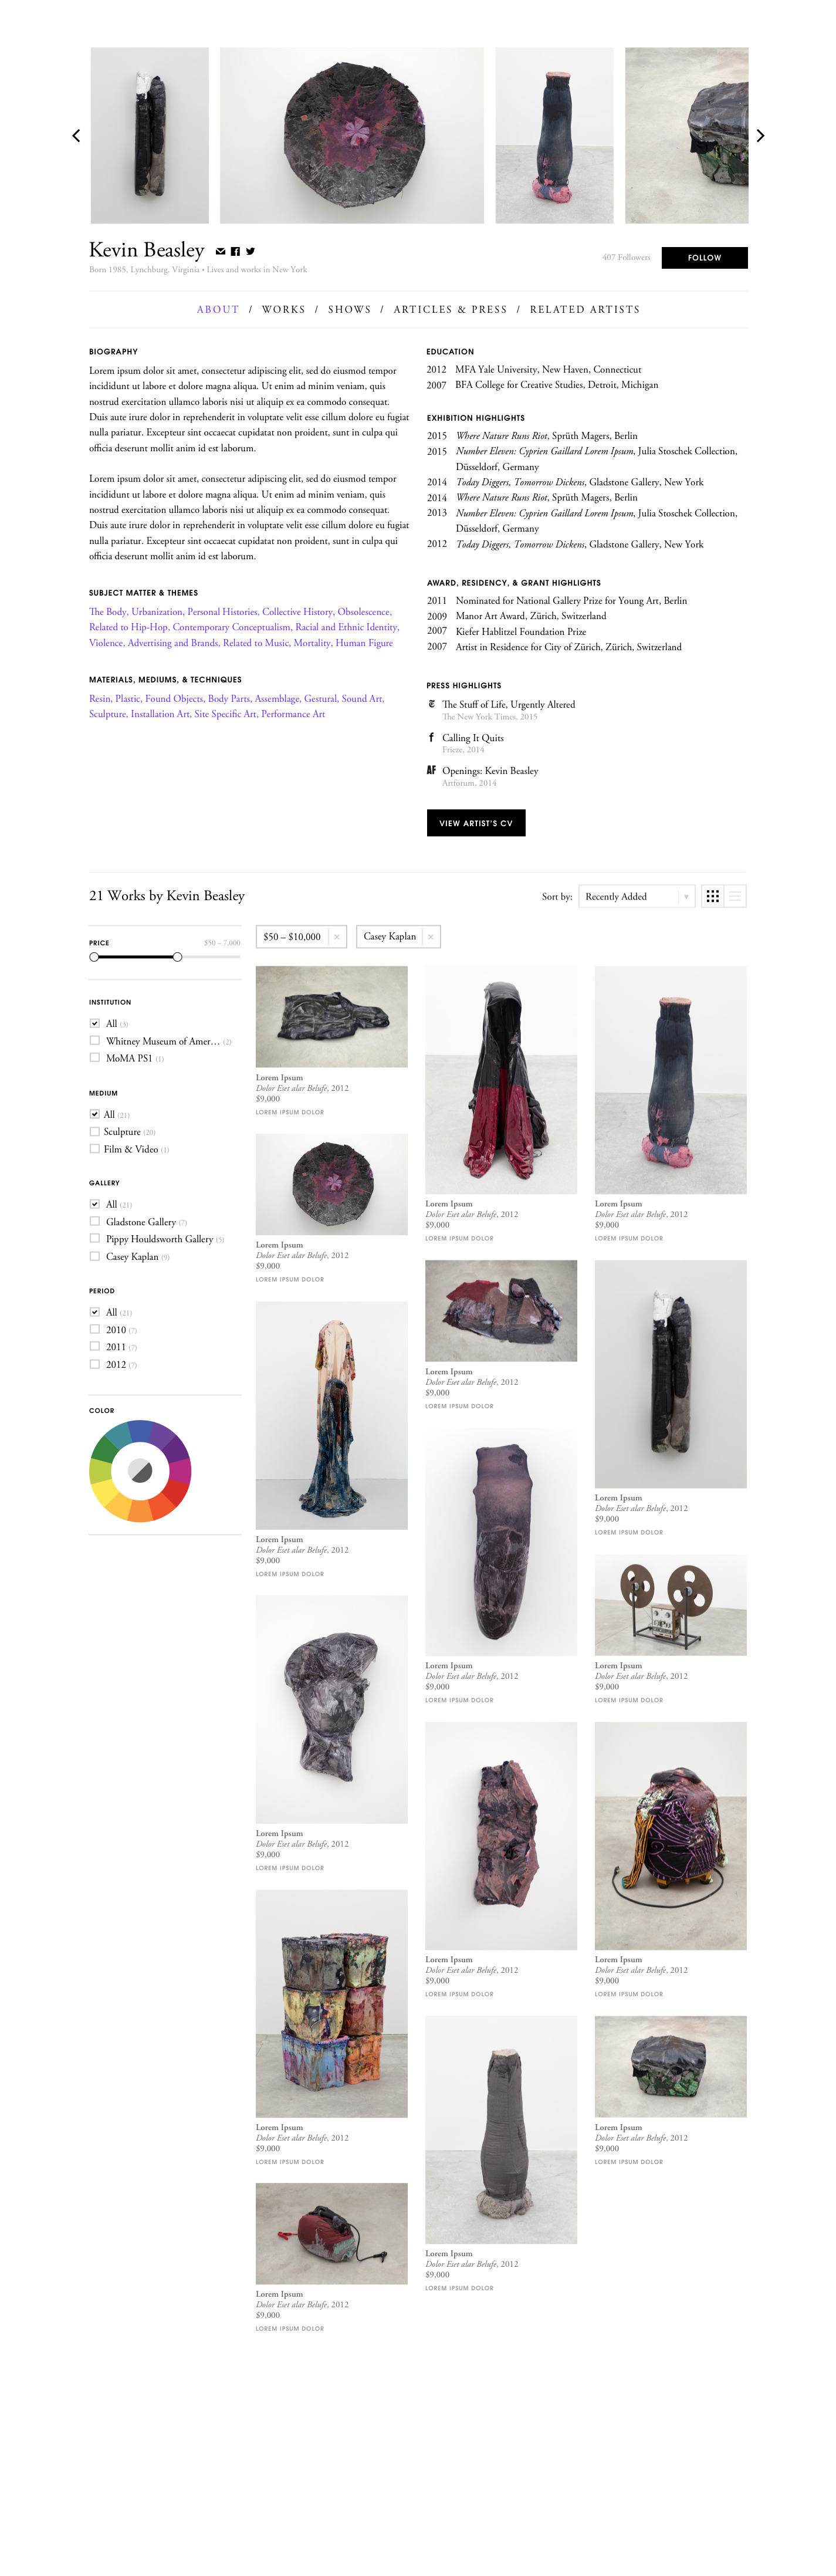 Kevin Beasley
Born 1985, Lynchburg, Virginia • Lives and works in New York
407 Followers
FOLLOW
ABOUT / WORKS / SHOWS / ARTICLES & PRESS / RELATED ARTISTS
BIOGRAPHY
Lorem ipsum dolor sit amet, consectetur adipiscing elit, sed do eiusmod tempor
incididunt ut labore et dolore magna aliqua. Ut enim ad minim veniam, quis
nostrud exercitation ullamco laboris nisi ut aliquip ex ea commodo consequat.
Duis aute irure dolor in reprehenderit in voluptate velit esse cillum dolore eu fugiat
nulla pariatur. Excepteur sint occaecat cupidatat non proident, sunt in culpa qui
officia deserunt mollit anim id est laborum.
Lorem ipsum dolor sit amet, consectetur adipiscing elit, sed do eiusmod tempor
incididunt ut labore et dolore magna aliqua. Ut enim ad minim veniam, quis
nostrud exercitation ullamco laboris nisi ut aliquip ex ea commodo consequat.
Duis aute irure dolor in reprehenderit in voluptate velit esse cillum dolore eu fugiat
nulla pariatur. Excepteur sint occaecat cupidatat non proident, sunt in culpa qui
officia deserunt mollit anim id est laborum.
SUBJECT MATTER & THEMES
The Body, Urbanization, Personal Histories, Collective History, Obsolescence,
Related to Hip-Hop, Contemporary Conceptualism, Racial and Ethnic Identity,
Violence, Advertising and Brands, Related to Music, Mortality, Human Figure
MATERIALS, MEDIUMS, & TECHNIQUES
Resin, Plastic, Found Objects, Body Parts, Assemblage, Gestural, Sound Art,
Sculpture, Installation Art, Site Specific Art, Performance Art
EDUCATION
2012 MFA Yale University, New Haven, Connecticut
2007 BFA College for Creative Studies, Detroit, Michigan
EXHIBITION HIGHLIGHTS
2015 Where Nature Runs Riot, Sprüth Magers, Berlin
2015 Number Eleven: Cyprien Gaillard Lorem Ipsum, Julia Stoschek Collection,
Düsseldorf, Germany
2014 Today Diggers, Tomorrow Dickens, Gladstone Gallery, New York
2014 Where Nature Runs Riot, Sprüth Magers, Berlin
2013 Number Eleven: Cyprien Gaillard Lorem Ipsum, Julia Stoschek Collection,
Düsseldorf, Germany
2012 Today Diggers, Tomorrow Dickens, Gladstone Gallery, New York
AWARD, RESIDENCY, & GRANT HIGHLIGHTS
2011 Nominated for National Gallery Prize for Young Art, Berlin
2009 Manor Art Award, Zürich, Switzerland
2007 Kiefer Hablitzel Foundation Prize
2007 Artist in Residence for City of Zürich, Zürich, Switzerland
PRESS HIGHLIGHTS
T The Stuff of Life, Urgently Altered
The New York Times, 2015
f Calling It Quits
Frieze, 2014
AF Openings: Kevin Beasley
Artforum, 2014
VIEW ARTIST'S CV
21 Works by Kevin Beasley
Sort by: Recently Added
PRICE $50 – 7,000
INSTITUTION
All (3)
Whitney Museum of Amer… (2)
MoMA PS1 (1)
MEDIUM
All (21)
Sculpture (20)
Film & Video (1)
GALLERY
All (21)
Gladstone Gallery (7)
Pippy Houldsworth Gallery (5)
Casey Kaplan (9)
PERIOD
All (21)
2010 (7)
2011 (7)
2012 (7)
COLOR
$50 – $10,000 ×
Casey Kaplan ×
Lorem Ipsum
Dolor Eset alar Belufe, 2012
$9,000
LOREM IPSUM DOLOR
Lorem Ipsum
Dolor Eset alar Belufe, 2012
$9,000
LOREM IPSUM DOLOR
Lorem Ipsum
Dolor Eset alar Belufe, 2012
$9,000
LOREM IPSUM DOLOR
Lorem Ipsum
Dolor Eset alar Belufe, 2012
$9,000
LOREM IPSUM DOLOR
Lorem Ipsum
Dolor Eset alar Belufe, 2012
$9,000
LOREM IPSUM DOLOR
Lorem Ipsum
Dolor Eset alar Belufe, 2012
$9,000
LOREM IPSUM DOLOR
Lorem Ipsum
Dolor Eset alar Belufe, 2012
$9,000
LOREM IPSUM DOLOR
Lorem Ipsum
Dolor Eset alar Belufe, 2012
$9,000
LOREM IPSUM DOLOR
Lorem Ipsum
Dolor Eset alar Belufe, 2012
$9,000
LOREM IPSUM DOLOR
Lorem Ipsum
Dolor Eset alar Belufe, 2012
$9,000
LOREM IPSUM DOLOR
Lorem Ipsum
Dolor Eset alar Belufe, 2012
$9,000
LOREM IPSUM DOLOR
Lorem Ipsum
Dolor Eset alar Belufe, 2012
$9,000
LOREM IPSUM DOLOR
Lorem Ipsum
Dolor Eset alar Belufe, 2012
$9,000
LOREM IPSUM DOLOR
Lorem Ipsum
Dolor Eset alar Belufe, 2012
$9,000
LOREM IPSUM DOLOR
Lorem Ipsum
Dolor Eset alar Belufe, 2012
$9,000
LOREM IPSUM DOLOR
Lorem Ipsum
Dolor Eset alar Belufe, 2012
$9,000
LOREM IPSUM DOLOR